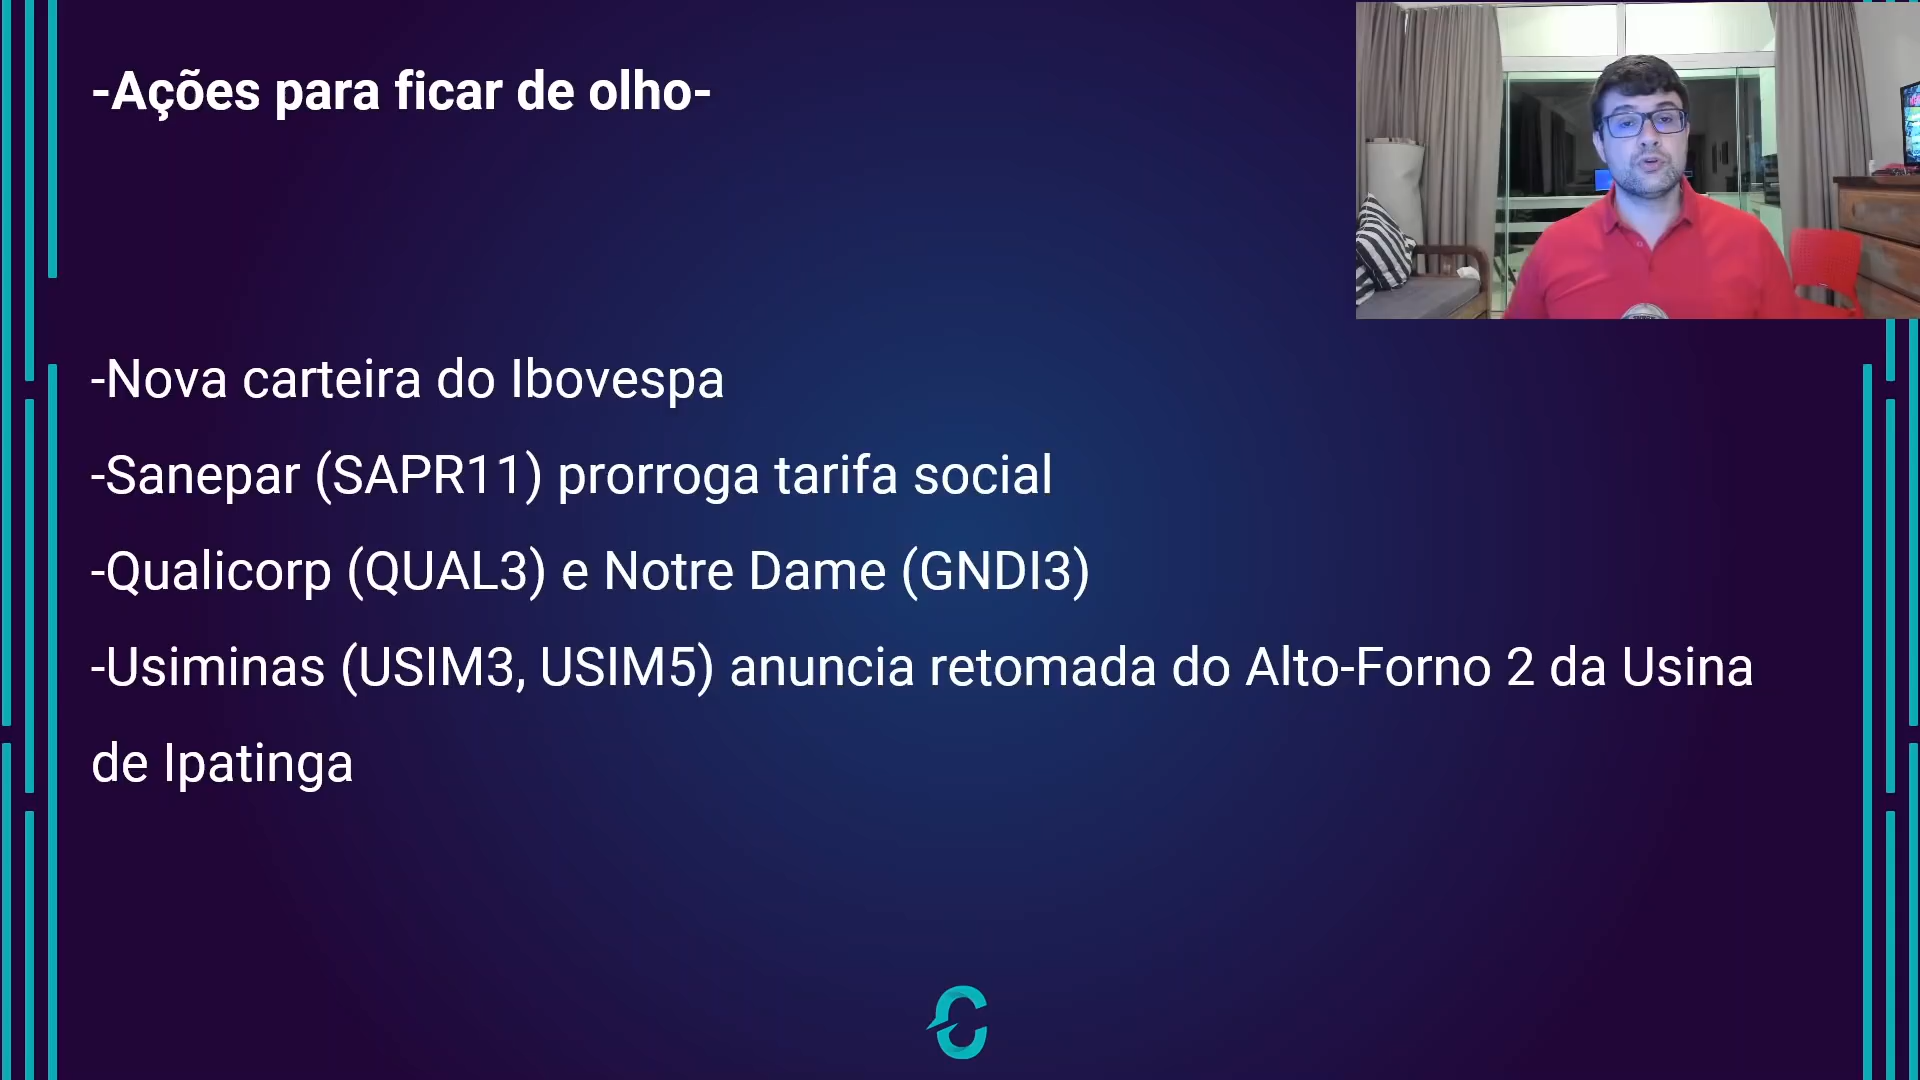 -Ações para ficar de olho-
-Nova carteira do Ibovespa
-Sanepar (SAPR11) prorroga tarifa social
-Qualicorp (QUAL3) e Notre Dame (GNDI3)
-Usiminas (USIM3, USIM5) anuncia retomada do Alto-Forno 2 da Usina
de Ipatinga